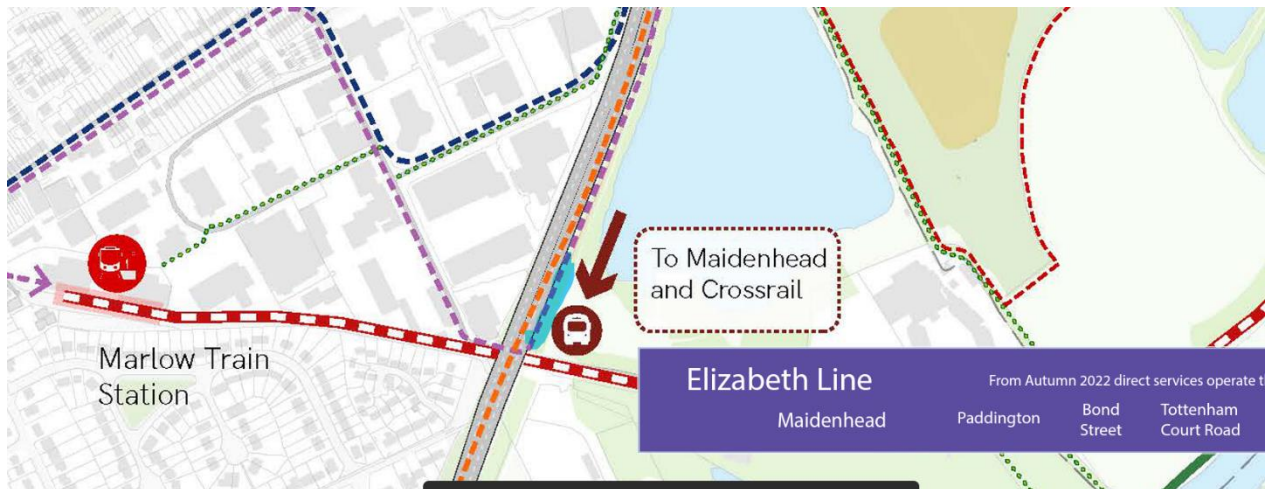 To Maidenhead
and Crossrail
Marlow Train
Station
Elizabeth Line
From Autumn 2022 direct services operate
Maidenhead
Paddington
Bond
Street
Tottenham
Court Road